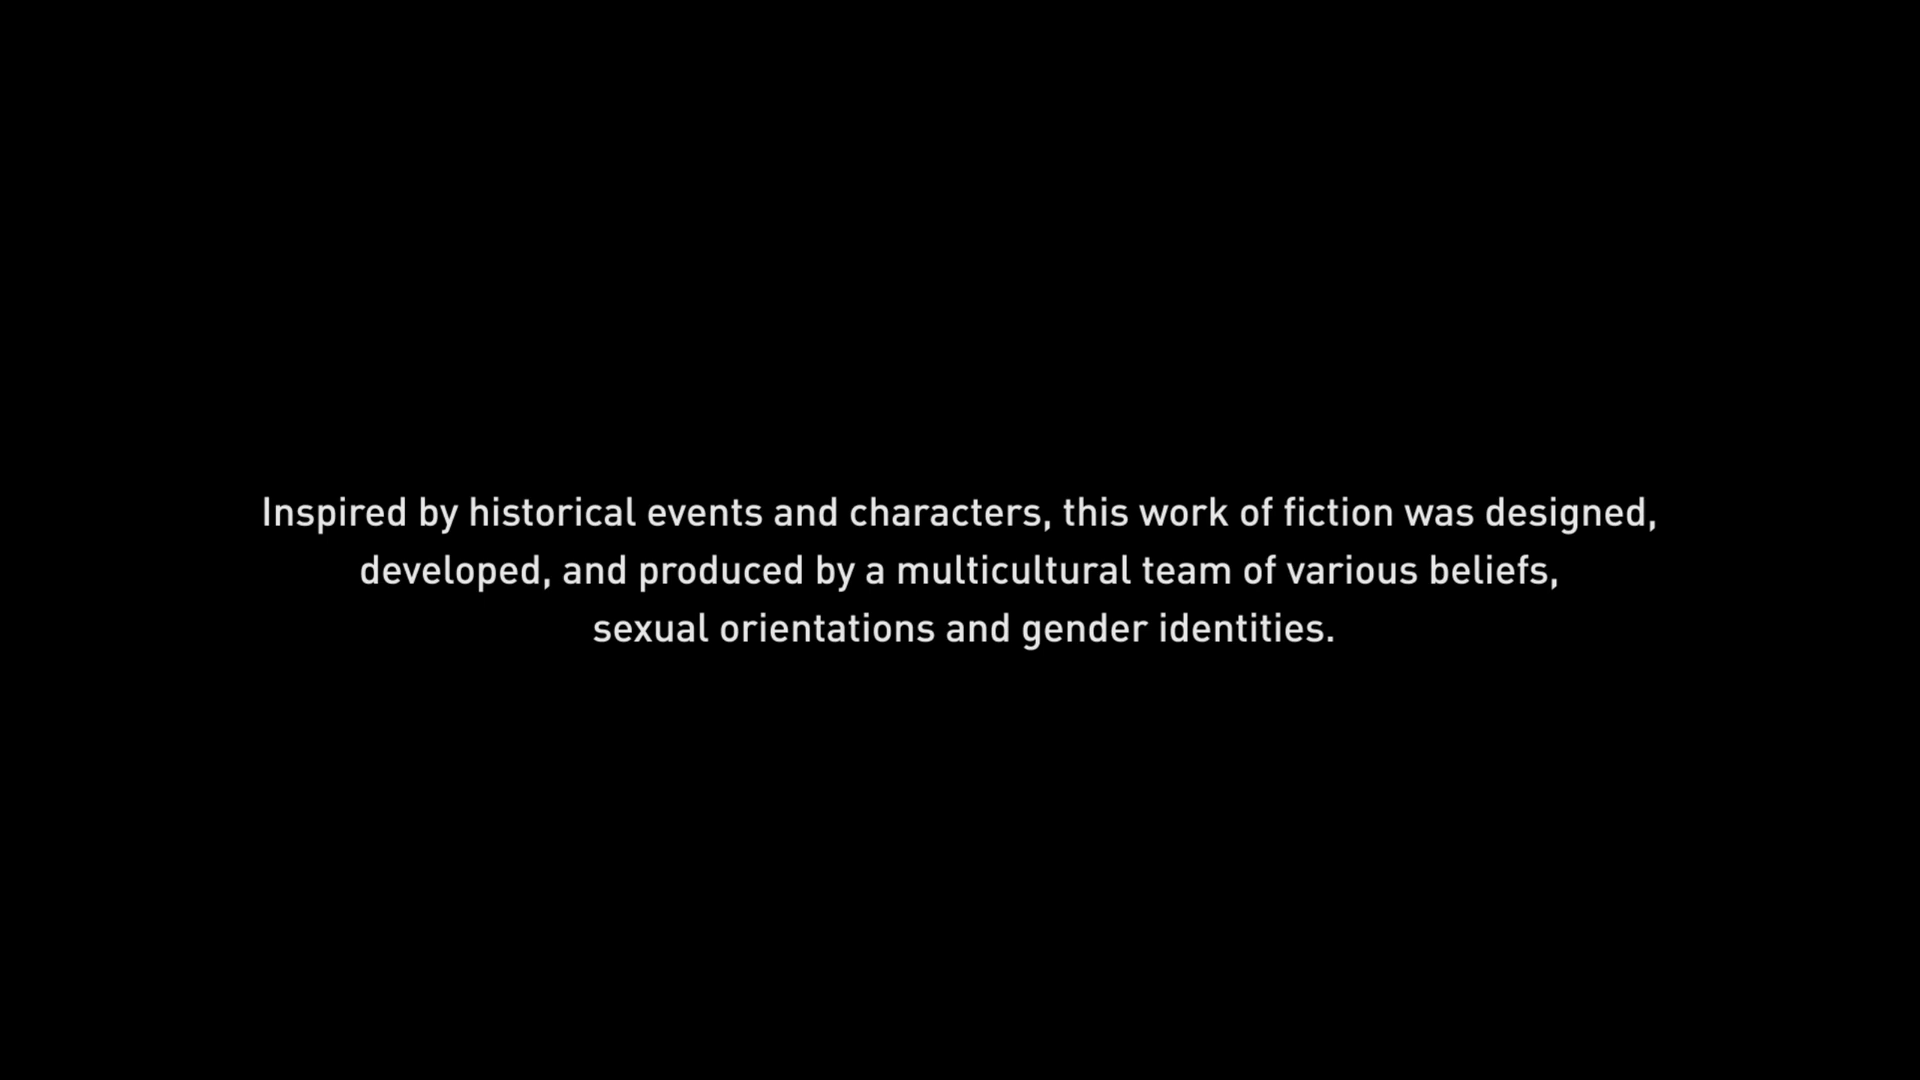 Inspired by historical events and characters, this work of fiction was designed,
developed, and produced by a multicultural team of various beliefs,
sexual orientations and gender identities.